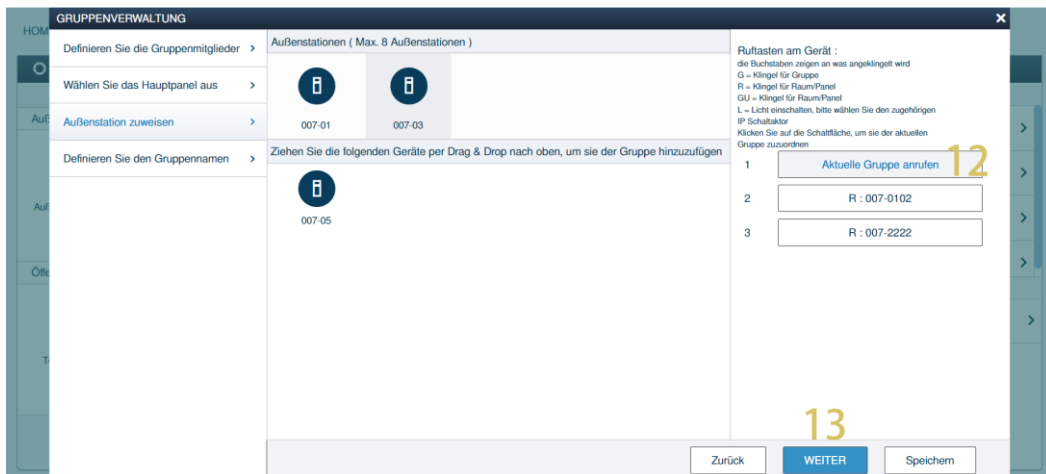 GRUPPENVERWALTUNG
HOM
Definieren Sie die Gruppenmitglieder
Wählen Sie das Hauptpanel aus
Außenstation zuweisen
Definieren Sie den Gruppennamen
Außenstationen ( Max. 8 Außenstationen )
007-01
007-03
Ziehen Sie die folgenden Geräte per Drag & Drop nach oben, um sie der Gruppe hinzuzufügen
007-05
Ruftasten am Gerät :
die Buchstaben zeigen an was angeklingelt wird
G = Klingel für Gruppe
R = Klingel für Raum/Panel
GU = Klingel für Raum/Panel
L = Licht einschalten, bitte wählen Sie den zugehörigen
IP Schaltaktor
Klicken Sie auf die Schaltfläche, um sie der aktuellen
Gruppe zuzuordnen
1 Aktuelle Gruppe anrufen 12
2 R : 007-0102
3 R : 007-2222
13
Zurück WEITER Speichern